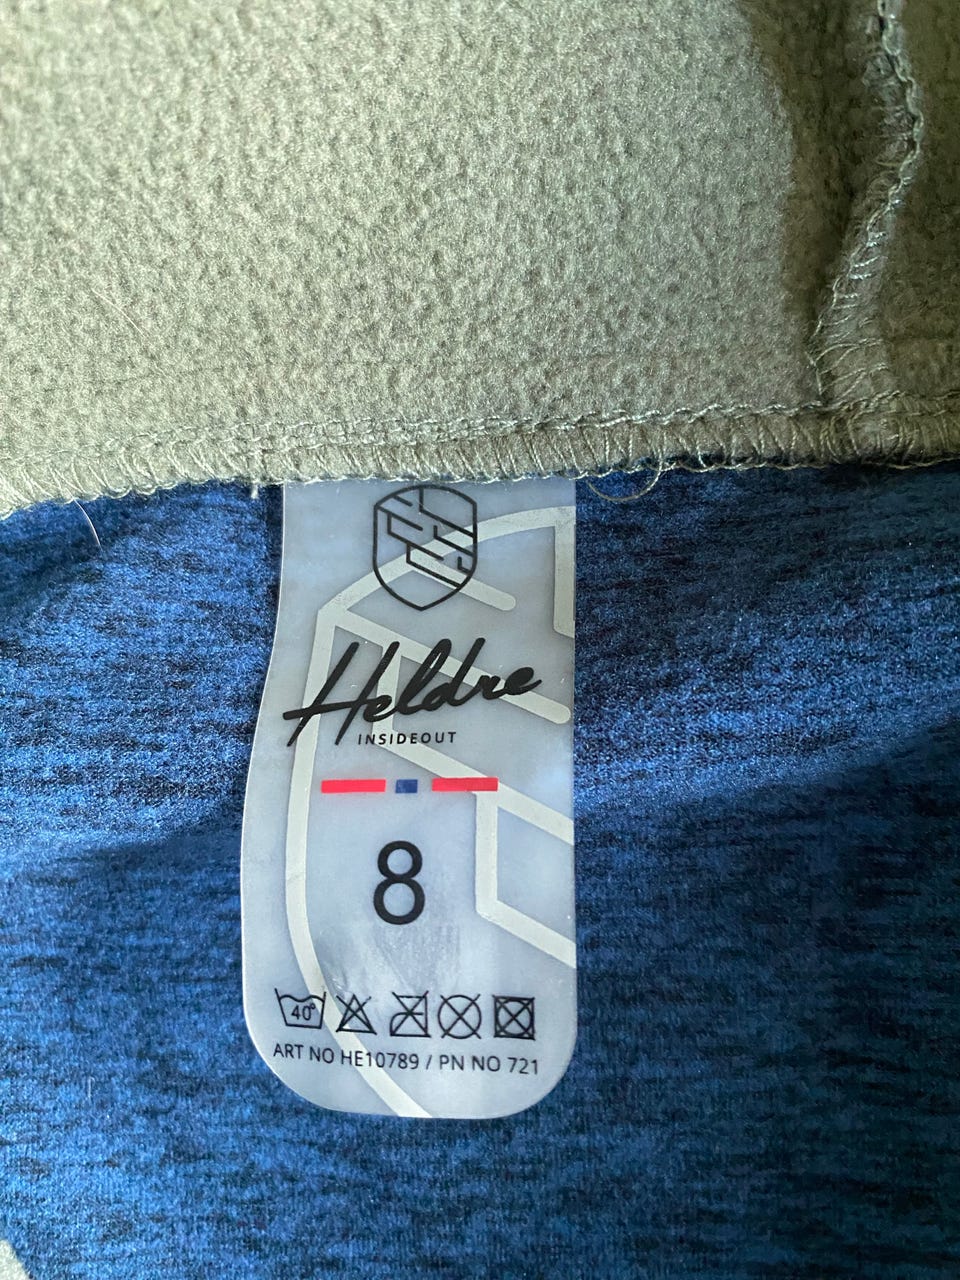 Heldre
INSIDEOUT
8
40°
ART NO HE10789 / PN NO 721